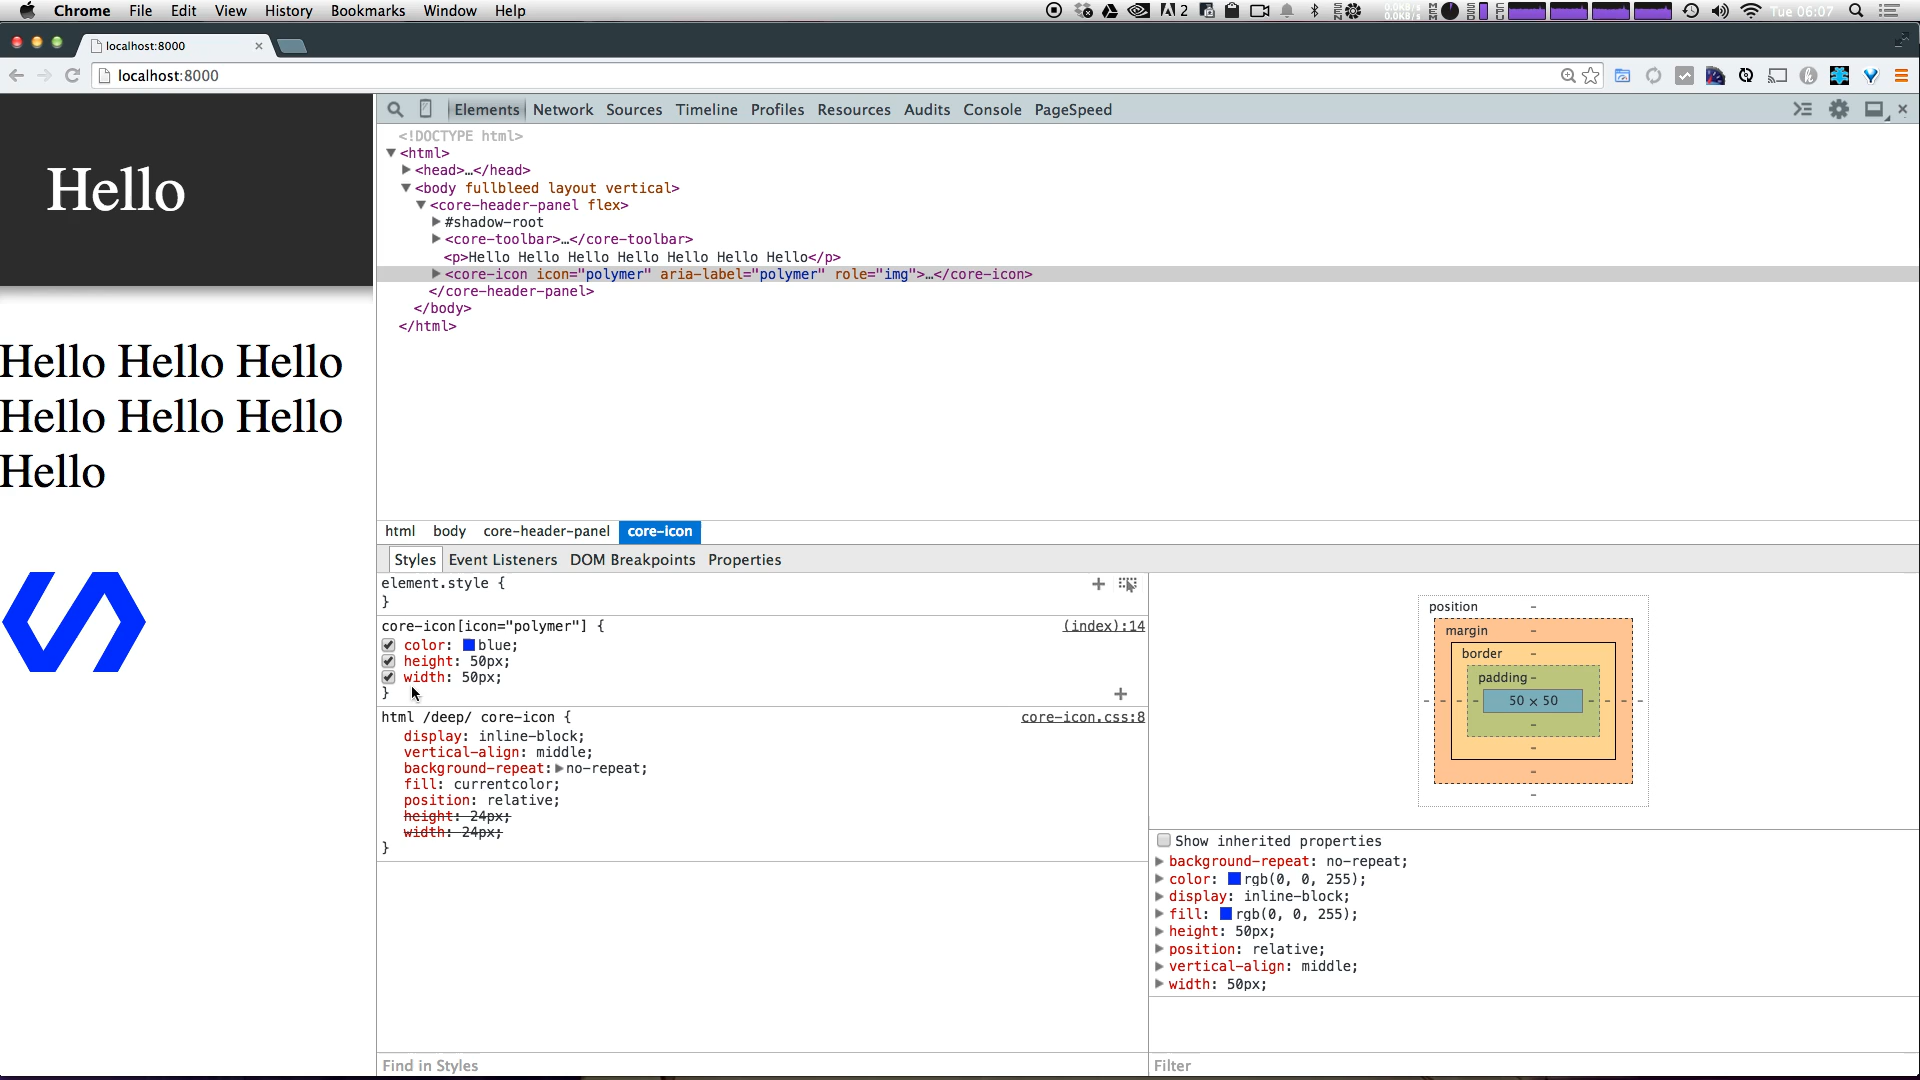 Chrome File Edit View History Bookmarks Window Help 2 Tue 06:07
localhost:8000
localhost:8000
Elements Network Sources Timeline Profiles Resources Audits Console PageSpeed
<!DOCTYPE html>
<html>
<head>…</head>
<body fullbleed layout vertical>
<core-header-panel flex>
#shadow-root
<core-toolbar>…</core-toolbar>
<p>Hello Hello Hello Hello Hello Hello Hello</p>
<core-icon icon="polymer" aria-label="polymer" role="img">…</core-icon>
</core-header-panel>
</body>
</html>
Hello
Hello Hello Hello
Hello Hello Hello
Hello
html body core-header-panel core-icon
Styles Event Listeners DOM Breakpoints Properties
element.style {
}
core-icon[icon="polymer"] { (index):14
color: blue;
height: 50px;
width: 50px;
}
html /deep/ core-icon { core-icon.css:8
display: inline-block;
vertical-align: middle;
background-repeat: no-repeat;
fill: currentcolor;
position: relative;
height: 24px;
width: 24px;
}
Find in Styles
position -
margin -
border -
padding -
- - - - 50 × 50 - - - -
-
-
-
-
Show inherited properties
background-repeat: no-repeat;
color: rgb(0, 0, 255);
display: inline-block;
fill: rgb(0, 0, 255);
height: 50px;
position: relative;
vertical-align: middle;
width: 50px;
Filter